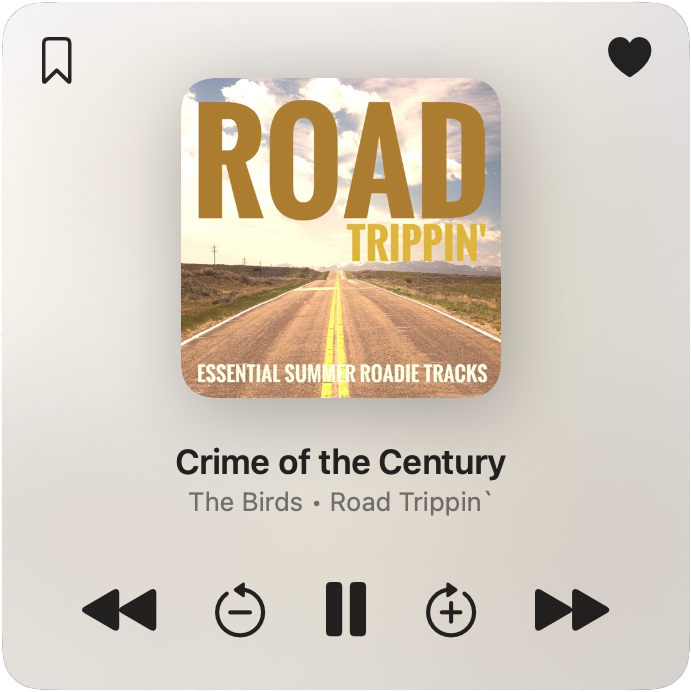 ROAD
TRIPPIN'
ESSENTIAL SUMMER ROADIE TRACKS
Crime of the Century
The Birds • Road Trippin`